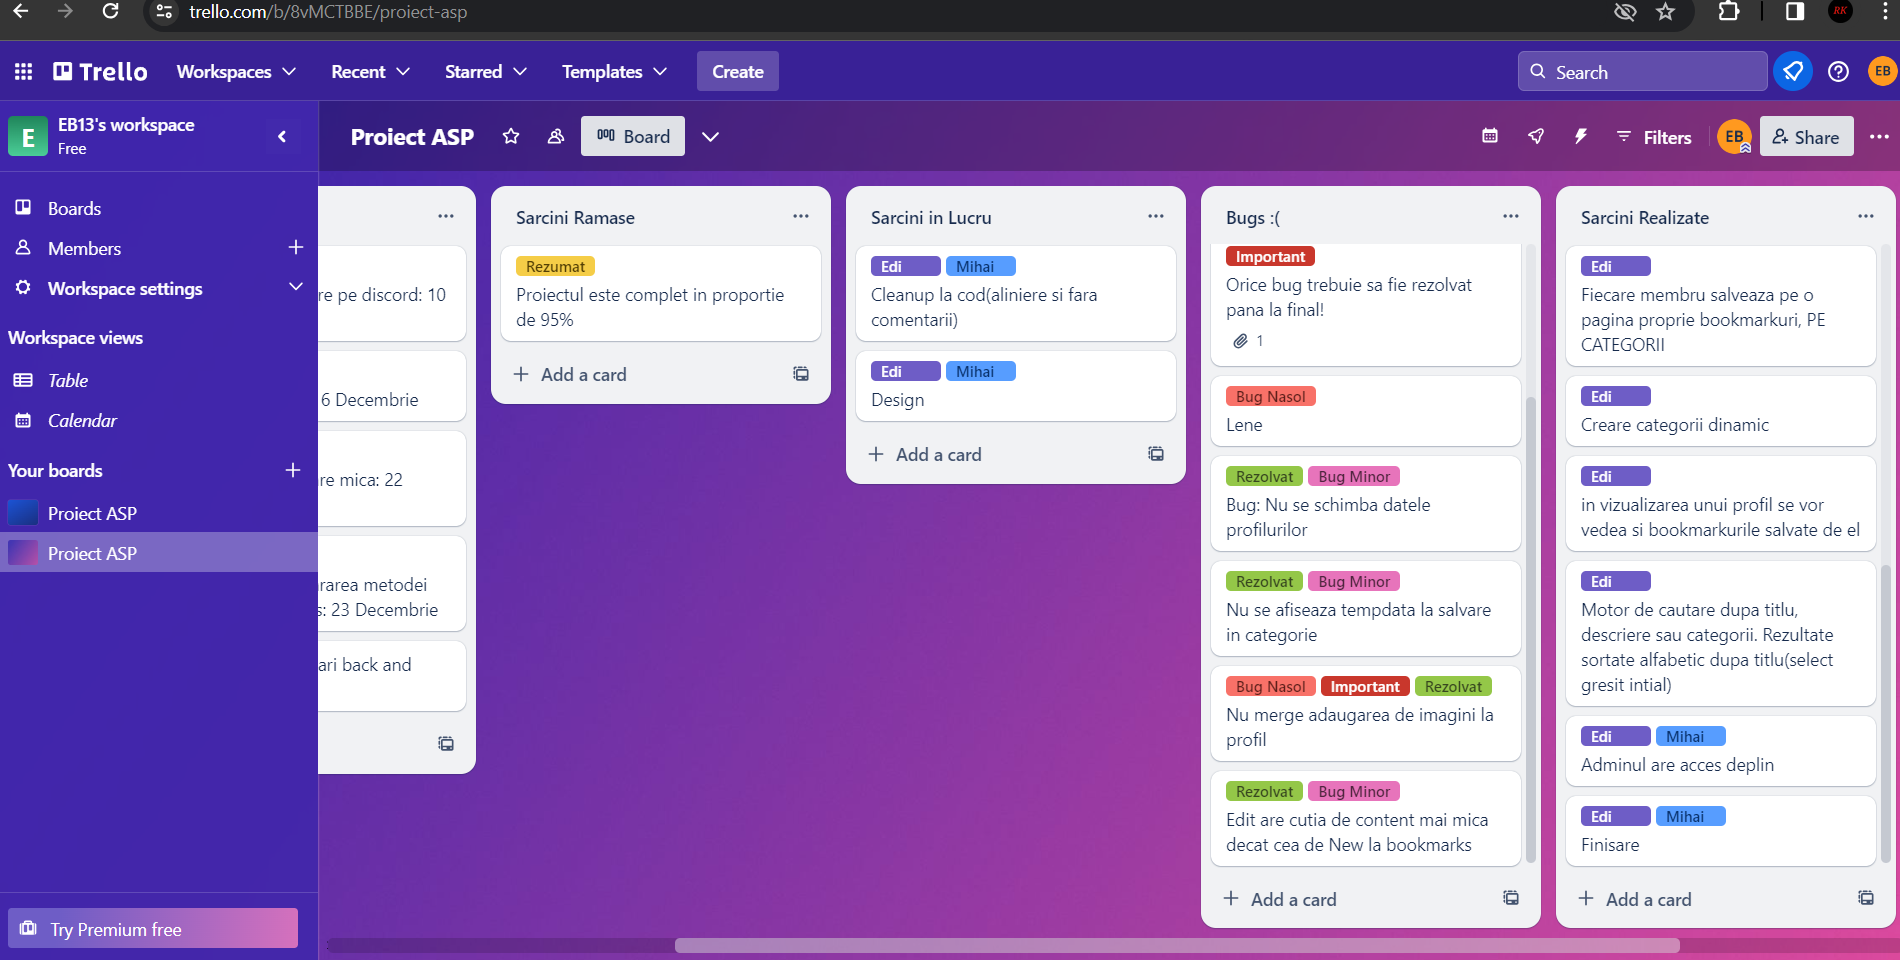 trello.com/b/8vMCTBBE/proiect-asp
RK
Trello
Workspaces
Recent
Starred
Templates
Create
Search
EB
E
EB13's workspace
Free
Proiect ASP
Board
Filters
EB
Share
Boards
Members
Workspace settings
Workspace views
Table
Calendar
Your boards
Proiect ASP
Proiect ASP
Try Premium free
re pe discord: 10
6 Decembrie
re mica: 22
rarea metodei
s: 23 Decembrie
ari back and
Sarcini Ramase
Rezumat
Proiectul este complet in proportie
de 95%
Add a card
Sarcini in Lucru
Edi Mihai
Cleanup la cod(aliniere si fara
comentarii)
Edi Mihai
Design
Add a card
Bugs :(
Important
Orice bug trebuie sa fie rezolvat
pana la final!
1
Bug Nasol
Lene
Rezolvat Bug Minor
Bug: Nu se schimba datele
profilurilor
Rezolvat Bug Minor
Nu se afiseaza tempdata la salvare
in categorie
Bug Nasol Important Rezolvat
Nu merge adaugarea de imagini la
profil
Rezolvat Bug Minor
Edit are cutia de content mai mica
decat cea de New la bookmarks
Add a card
Sarcini Realizate
Edi
Fiecare membru salveaza pe o
pagina proprie bookmarkuri, PE
CATEGORII
Edi
Creare categorii dinamic
Edi
in vizualizarea unui profil se vor
vedea si bookmarkurile salvate de el
Edi
Motor de cautare dupa titlu,
descriere sau categorii. Rezultate
sortate alfabetic dupa titlu(select
gresit intial)
Edi Mihai
Adminul are acces deplin
Edi Mihai
Finisare
Add a card